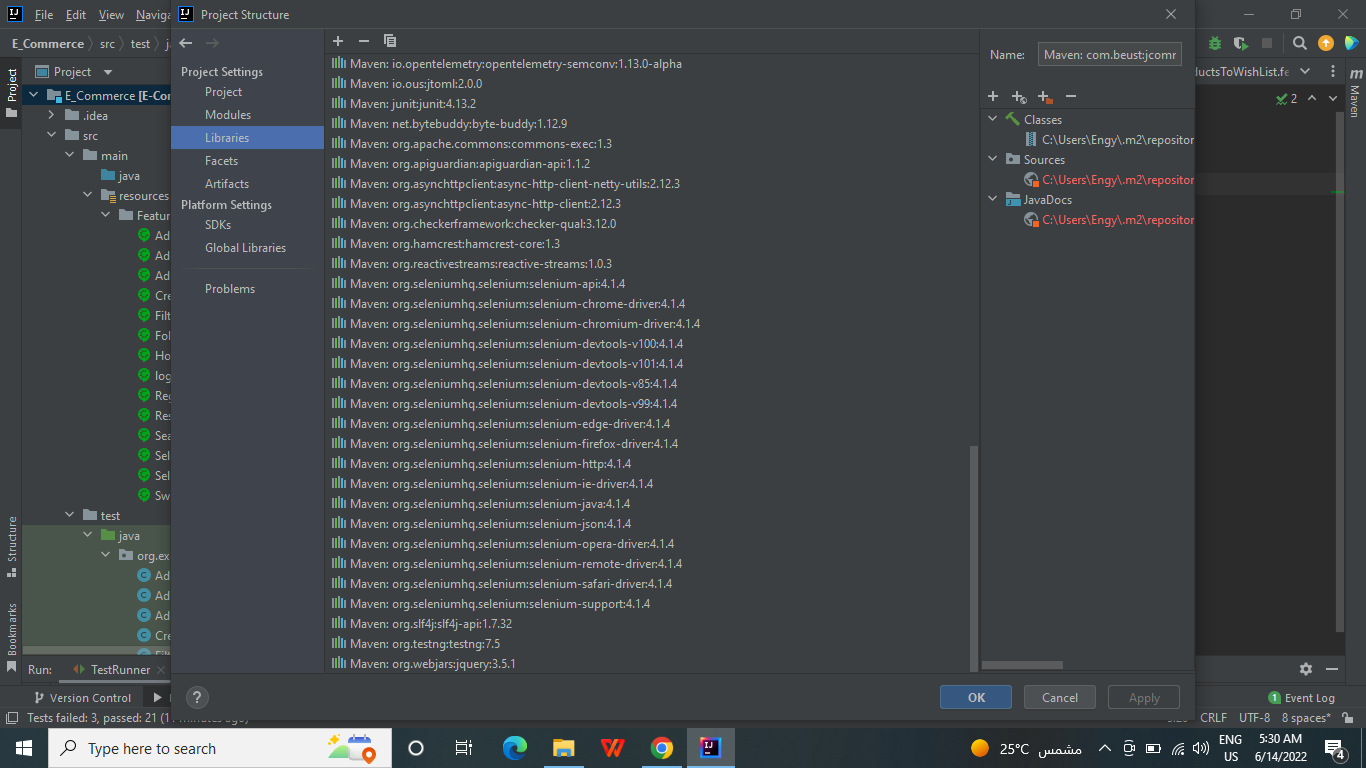 File Edit View Naviga
Project Structure
E_Commerce src test
Project
E_Commerce [E-Cor
.idea
src
main
java
resources
Featur
Ad
Ad
Ad
Cre
Filt
Fol
Ho
log
Reg
Res
Sea
Sel
Sel
Sw
test
java
org.ex
Ad
Ad
Ad
Cre
Project
Structure
Bookmarks
Project Settings
Project
Modules
Libraries
Facets
Artifacts
Platform Settings
SDKs
Global Libraries
Problems
Maven: io.opentelemetry:opentelemetry-semconv:1.13.0-alpha
Maven: io.ous:jtoml:2.0.0
Maven: junit:junit:4.13.2
Maven: net.bytebuddy:byte-buddy:1.12.9
Maven: org.apache.commons:commons-exec:1.3
Maven: org.apiguardian:apiguardian-api:1.1.2
Maven: org.asynchttpclient:async-http-client-netty-utils:2.12.3
Maven: org.asynchttpclient:async-http-client:2.12.3
Maven: org.checkerframework:checker-qual:3.12.0
Maven: org.hamcrest:hamcrest-core:1.3
Maven: org.reactivestreams:reactive-streams:1.0.3
Maven: org.seleniumhq.selenium:selenium-api:4.1.4
Maven: org.seleniumhq.selenium:selenium-chrome-driver:4.1.4
Maven: org.seleniumhq.selenium:selenium-chromium-driver:4.1.4
Maven: org.seleniumhq.selenium:selenium-devtools-v100:4.1.4
Maven: org.seleniumhq.selenium:selenium-devtools-v101:4.1.4
Maven: org.seleniumhq.selenium:selenium-devtools-v85:4.1.4
Maven: org.seleniumhq.selenium:selenium-devtools-v99:4.1.4
Maven: org.seleniumhq.selenium:selenium-edge-driver:4.1.4
Maven: org.seleniumhq.selenium:selenium-firefox-driver:4.1.4
Maven: org.seleniumhq.selenium:selenium-http:4.1.4
Maven: org.seleniumhq.selenium:selenium-ie-driver:4.1.4
Maven: org.seleniumhq.selenium:selenium-java:4.1.4
Maven: org.seleniumhq.selenium:selenium-json:4.1.4
Maven: org.seleniumhq.selenium:selenium-opera-driver:4.1.4
Maven: org.seleniumhq.selenium:selenium-remote-driver:4.1.4
Maven: org.seleniumhq.selenium:selenium-safari-driver:4.1.4
Maven: org.seleniumhq.selenium:selenium-support:4.1.4
Maven: org.slf4j:slf4j-api:1.7.32
Maven: org.testng:testng:7.5
Maven: org.webjars:jquery:3.5.1
Name: Maven: com.beust:jcomr
Classes
C:\Users\Engy\.m2\repositor
Sources
C:\Users\Engy\.m2\repositor
JavaDocs
C:\Users\Engy\.m2\repositor
ductsToWishList.fe
2
m
Maven
? OK Cancel Apply
Run: TestRunner
Version Control
Event Log
1
Tests failed: 3, passed: 21
CRLF UTF-8 8 spaces*
Type here to search
25°C مشمس
ENG
US
5:30 AM
6/14/2022
4